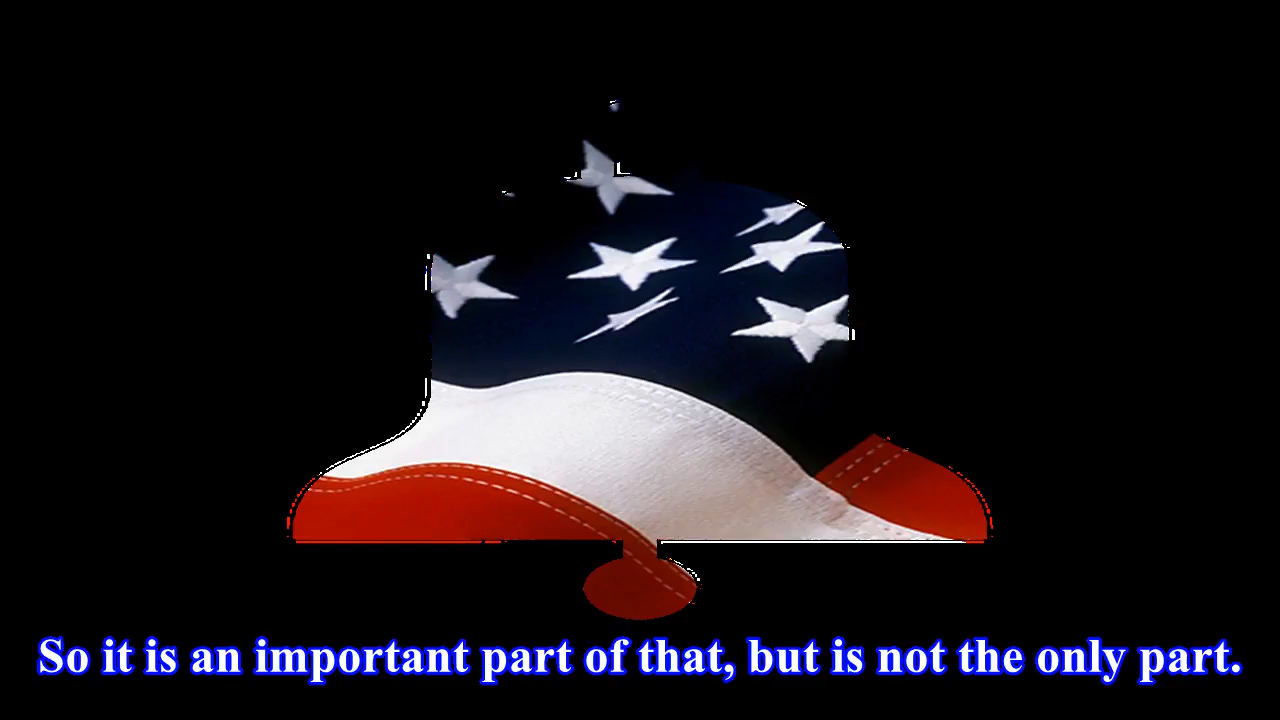 So it is an important part of that, but is not the only part.